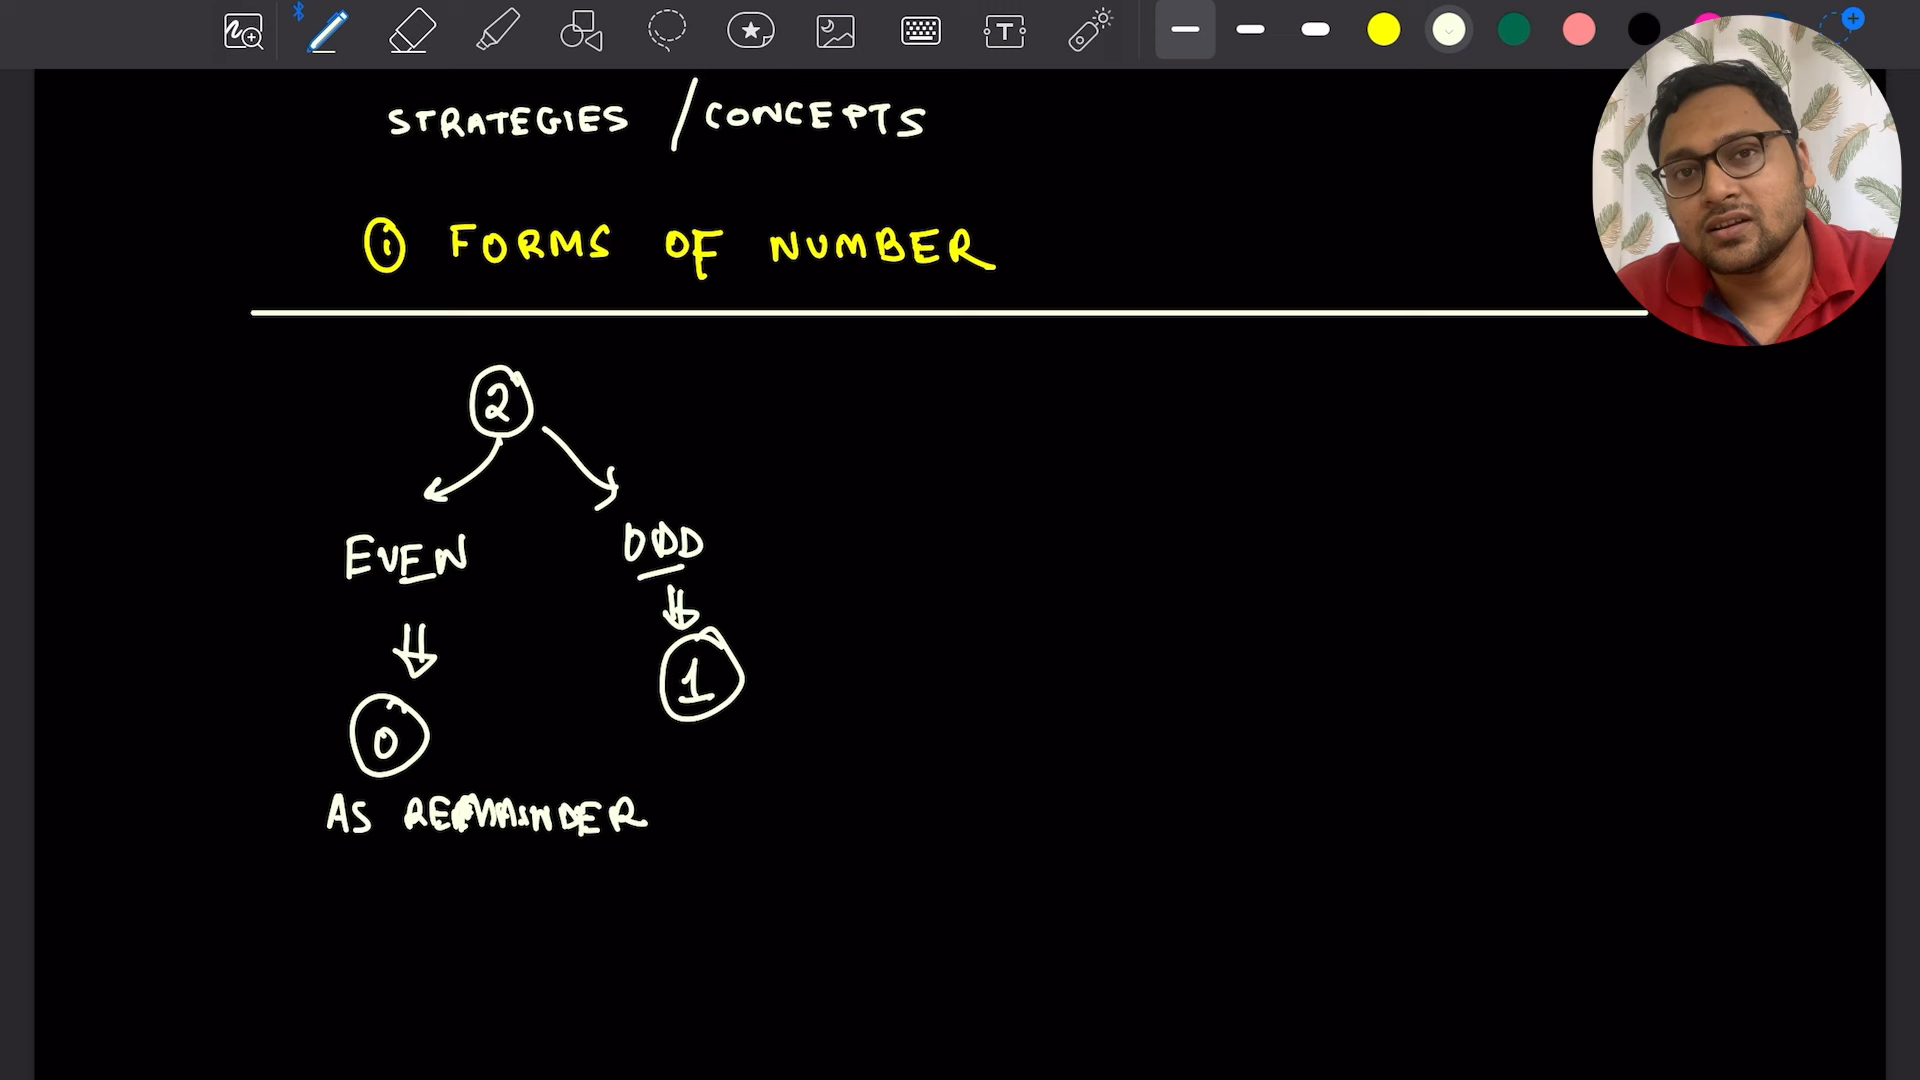 T
STRATEGIES / CONCEPTS
① FORMS OF NUMBER
2
EVEN ODD
0 1
AS REMAINDER